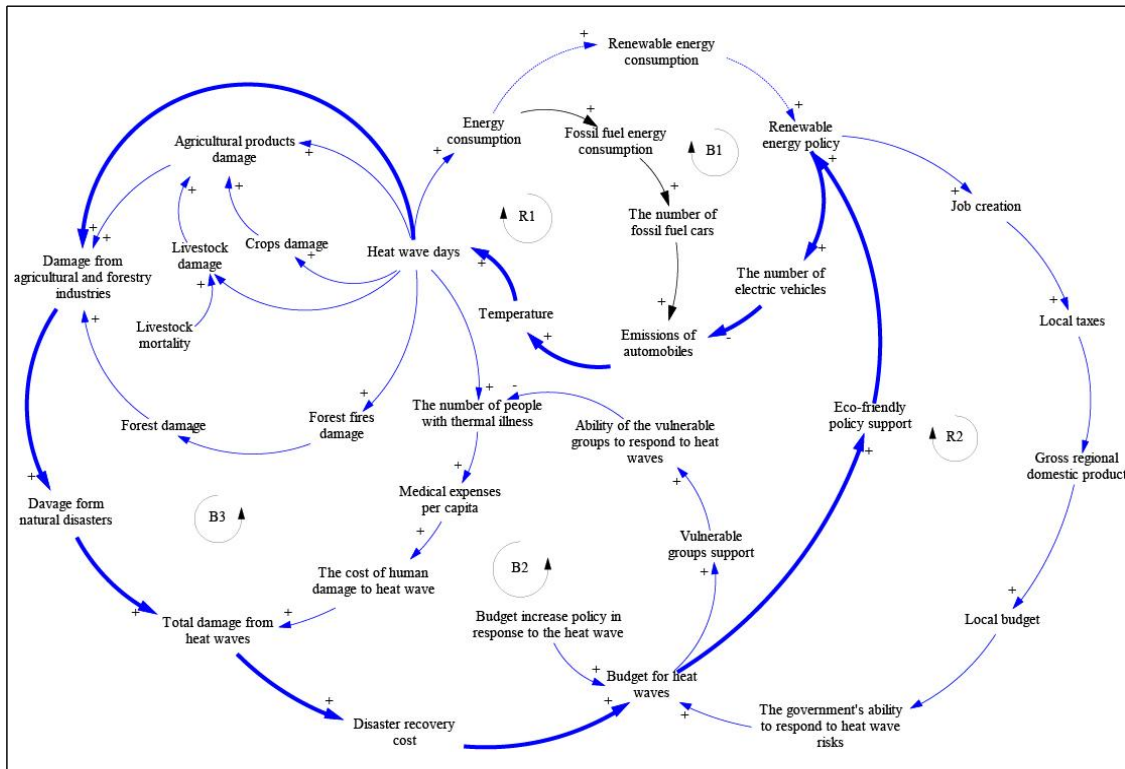 Renewable energy
consumption
Energy
consumption
Fossil fuel energy
consumption
B1
Renewable
energy policy
Agricultural products
damage
R1
The number of
fossil fuel cars
Job creation
Livestock
damage
Crops damage
Heat wave days
Damage from
agricultural and forestry
industries
The number of
electric vehicles
Livestock
mortality
Temperature
Emissions of
automobiles
Local taxes
Forest damage
Forest fires
damage
The number of people
with thermal illness
Ability of the vulnerable
groups to respond to heat
waves
Eco-friendly
policy support
R2
Gross regional
domestic product
Davage form
natural disasters
B3
Medical expenses
per capita
Vulnerable
groups support
The cost of human
damage to heat wave
B2
Total damage from
heat waves
Budget increase policy in
response to the heat wave
Local budget
Budget for heat
waves
Disaster recovery
cost
The government's ability
to respond to heat wave
risks